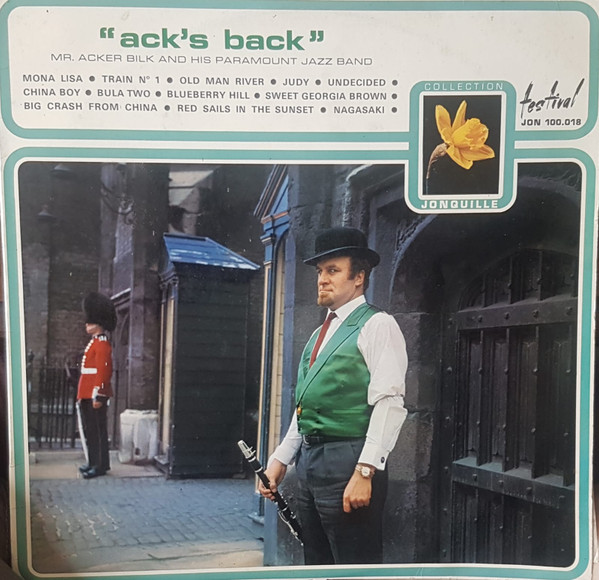 "ack's back"
MR. ACKER BILK AND HIS PARAMOUNT JAZZ BAND
MONA LISA ● TRAIN N° 1 ● OLD MAN RIVER ● JUDY ● UNDECIDED ●
CHINA BOY ● BULA TWO ● BLUEBERRY HILL ● SWEET GEORGIA BROWN ●
BIG CRASH FROM CHINA ● RED SAILS IN THE SUNSET ● NAGASAKI ●
COLLECTION
JONQUILLE
festival
JON 100.018